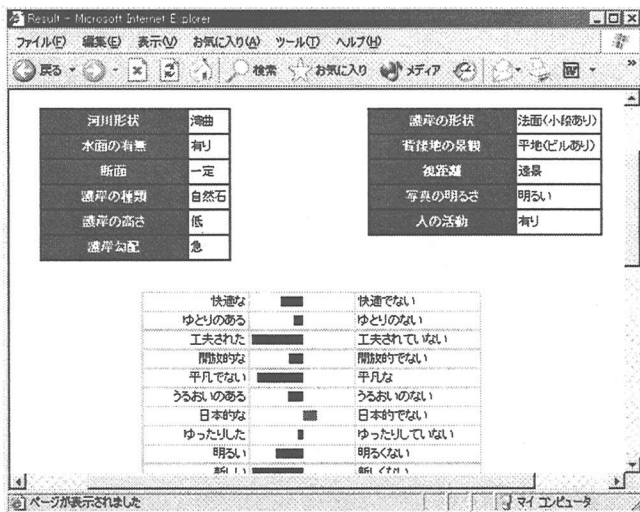 Result - Microsoft Internet Explorer
ファイル(F) 編集(E) 表示(V) お気に入り(A) ツール(T) ヘルプ(H)
戻る 検索 お気に入り メディア
河川形状 湾曲
水面の有無 有り
断面 一定
護岸の種類 自然石
護岸の高さ 低
護岸勾配 急
護岸の形状 法面(小段あり)
背後地の景観 平地(ビルあり)
視距離 遠景
写真の明るさ 明るい
人の活動 有り
快適な 快適でない
ゆとりのある ゆとりのない
工夫された 工夫されていない
開放的な 開放的でない
平凡でない 平凡な
うるおいのある うるおいのない
日本的な 日本的でない
ゆったりした ゆったりしていない
明るい 明るくない
新しい 新しくない
ページが表示されました マイ コンピュータ